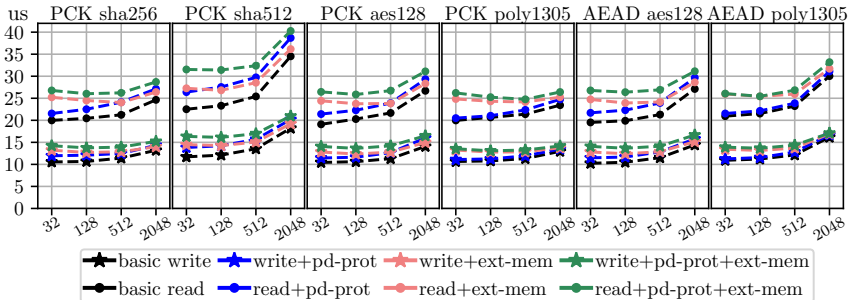 us PCK sha256 PCK sha512 PCK aes128 PCK poly1305 AEAD aes128 AEAD poly1305
40
35
30
25
20
15
10
5
0
32 128 512 2048 32 128 512 2048 32 128 512 2048 32 128 512 2048 32 128 512 2048 32 128 512 2048
basic write write+pd-prot write+ext-mem write+pd-prot+ext-mem
basic read read+pd-prot read+ext-mem read+pd-prot+ext-mem